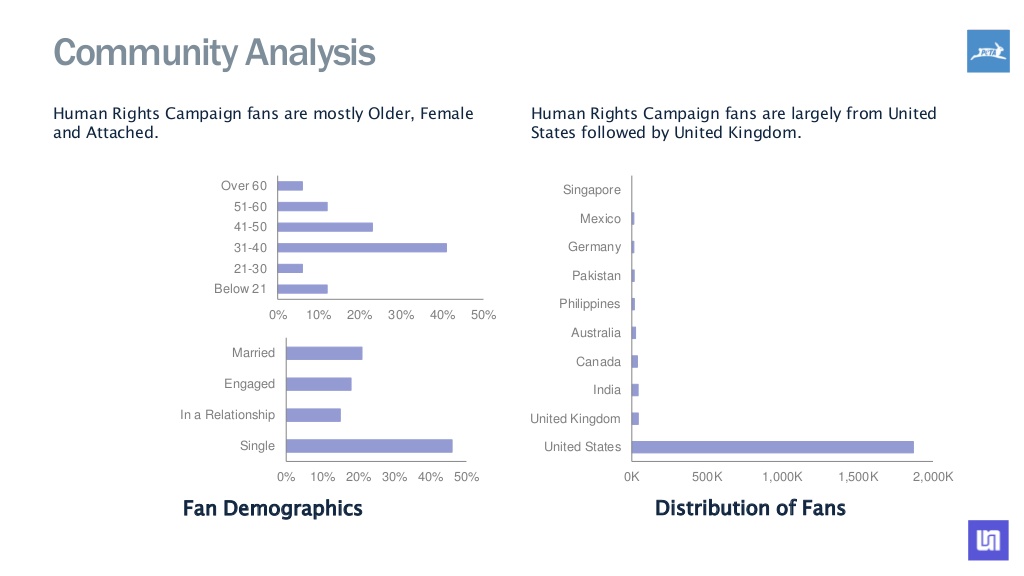 Community Analysis
PETA
Human Rights Campaign fans are mostly Older, Female
and Attached.
Human Rights Campaign fans are largely from United
States followed by United Kingdom.
Over 60
51-60
41-50
31-40
21-30
Below 21
0% 10% 20% 30% 40% 50%
Married
Engaged
In a Relationship
Single
0% 10% 20% 30% 40% 50%
Fan Demographics
Singapore
Mexico
Germany
Pakistan
Philippines
Australia
Canada
India
United Kingdom
United States
0K 500K 1,000K 1,500K 2,000K
Distribution of Fans